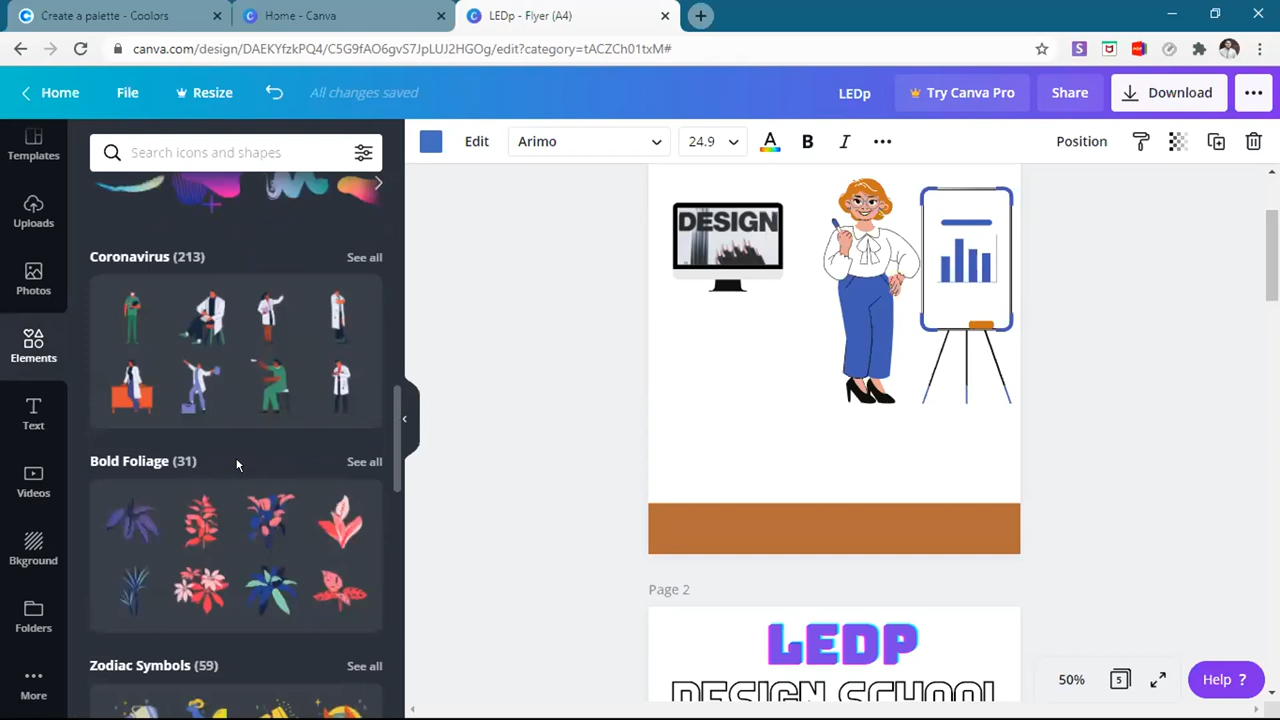 Create a palette - Coolors
Home - Canva
LEDp - Flyer (A4)
canva.com/design/DAEKYfzkPQ4/C5G9fAO6gvS7JpLUJ2HGOg/edit?category=tACZCh01txM#
Home
File
Resize
All changes saved
LEDp
Try Canva Pro
Share
Download
Templates
Uploads
Photos
Elements
Text
Videos
Bkground
Folders
More
Search icons and shapes
Coronavirus (213)
See all
Bold Foliage (31)
See all
Zodiac Symbols (59)
See all
Edit
Arimo
24.9
A
B
I
Position
DESIGN
Page 2
LEDP
DESIGN SCHOOL
50%
5
Help ?